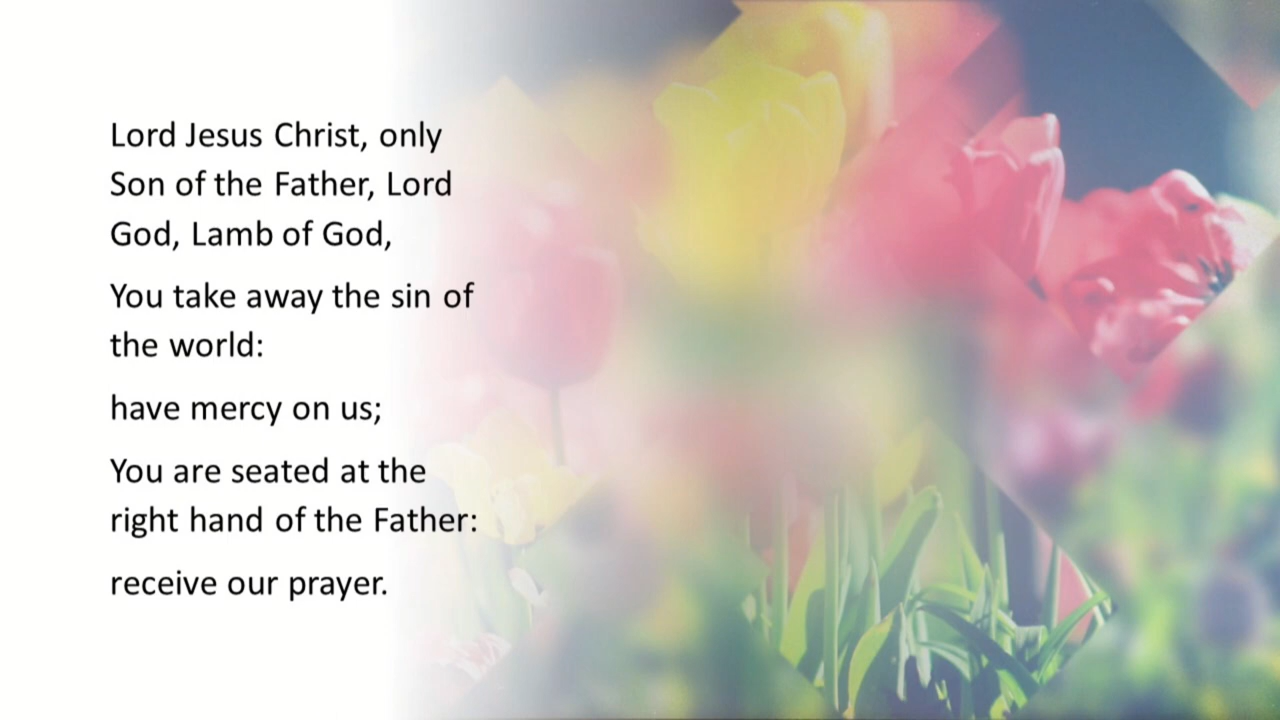 Lord Jesus Christ, only
Son of the Father, Lord
God, Lamb of God,
You take away the sin of
the world:
have mercy on us;
You are seated at the
right hand of the Father:
receive our prayer.